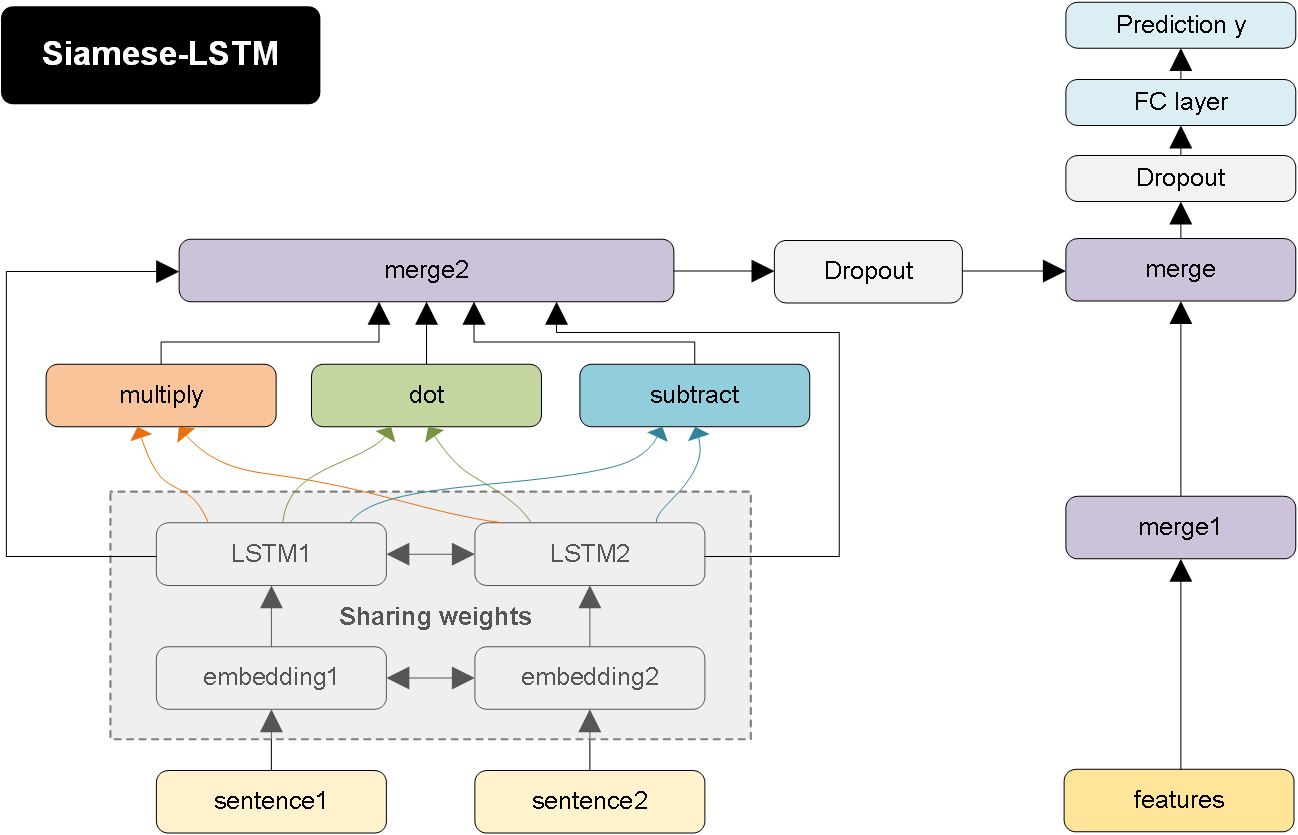 Siamese-LSTM
Prediction y
FC layer
Dropout
merge2
Dropout
merge
multiply
dot
subtract
LSTM1
LSTM2
merge1
Sharing weights
embedding1
embedding2
sentence1
sentence2
features